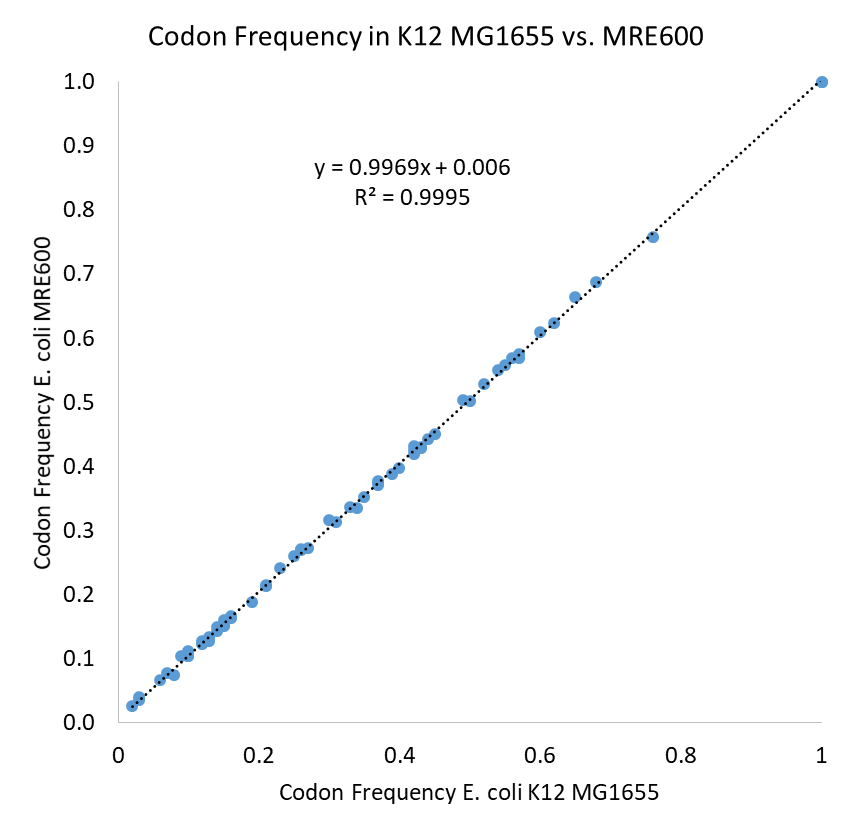 Codon Frequency in K12 MG1655 vs. MRE600
1.0
0.9
y = 0.9969x + 0.006
R² = 0.9995
0.8
0.7
0.6
0.5
0.4
0.3
0.2
0.1
0.0
Codon Frequency E. coli MRE600
0 0.2 0.4 0.6 0.8 1
Codon Frequency E. coli K12 MG1655